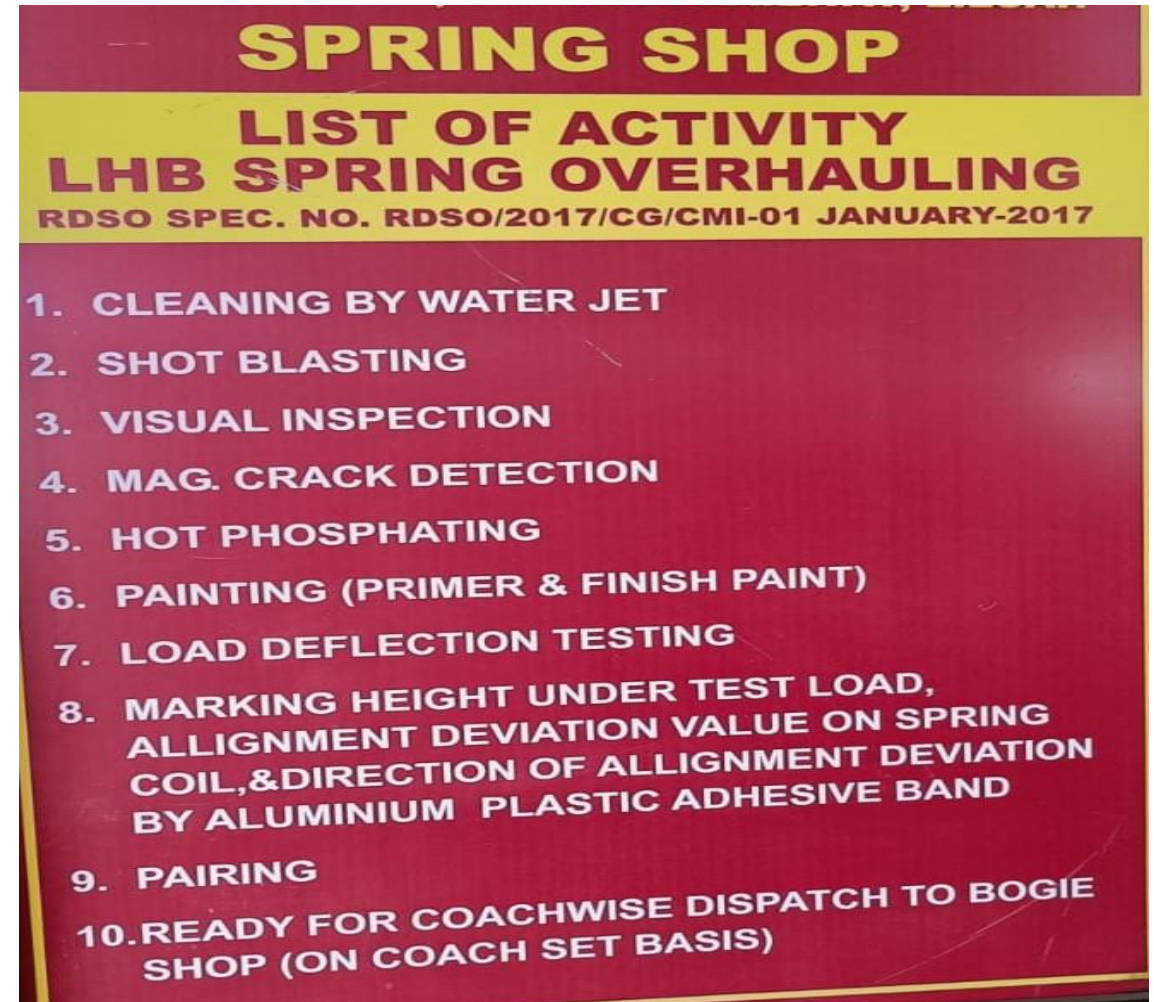 SPRING SHOP
LIST OF ACTIVITY
LHB SPRING OVERHAULING
RDSO SPEC. NO. RDSO/2017/CG/CMI-01 JANUARY-2017
1. CLEANING BY WATER JET
2. SHOT BLASTING
3. VISUAL INSPECTION
4. MAG. CRACK DETECTION
5. HOT PHOSPHATING
6. PAINTING (PRIMER & FINISH PAINT)
7. LOAD DEFLECTION TESTING
8. MARKING HEIGHT UNDER TEST LOAD,
ALLIGNMENT DEVIATION VALUE ON SPRING
COIL,&DIRECTION OF ALLIGNMENT DEVIATION
BY ALUMINIUM PLASTIC ADHESIVE BAND
9. PAIRING
10.READY FOR COACHWISE DISPATCH TO BOGIE
SHOP (ON COACH SET BASIS)